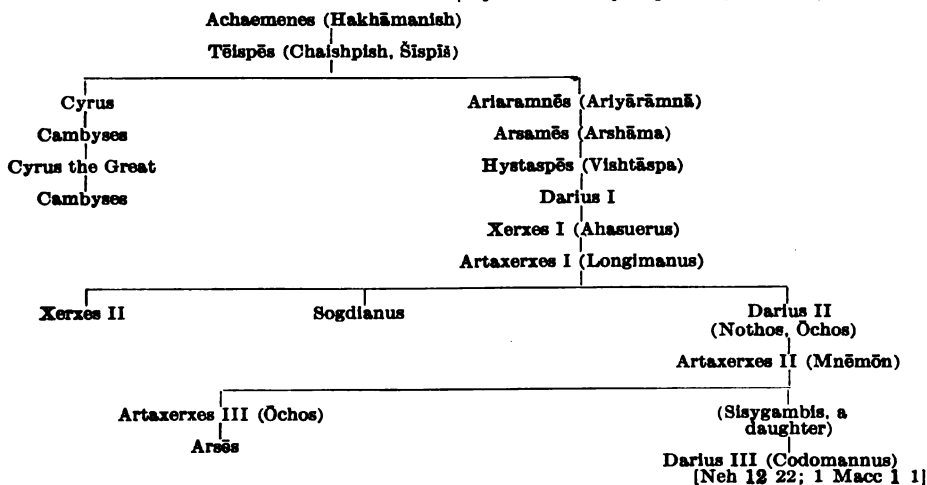 Achaemenes (Hakhāmanish)
Tēispēs (Chaishpish, Šīspīš)
Cyrus
Ariaramnēs (Ariyārāmnā)
Cambyses
Arsamēs (Arshāma)
Cyrus the Great
Hystaspēs (Vishtāspa)
Cambyses
Darius I
Xerxes I (Ahasuerus)
Artaxerxes I (Longimanus)
Xerxes II
Sogdianus
Darius II
(Nothos, Ōchos)
Artaxerxes II (Mnēmōn)
Artaxerxes III (Ōchos)
(Sisygambis, a
daughter)
Arsēs
Darius III (Codomannus)
[Neh 12 22; 1 Macc 1 1]